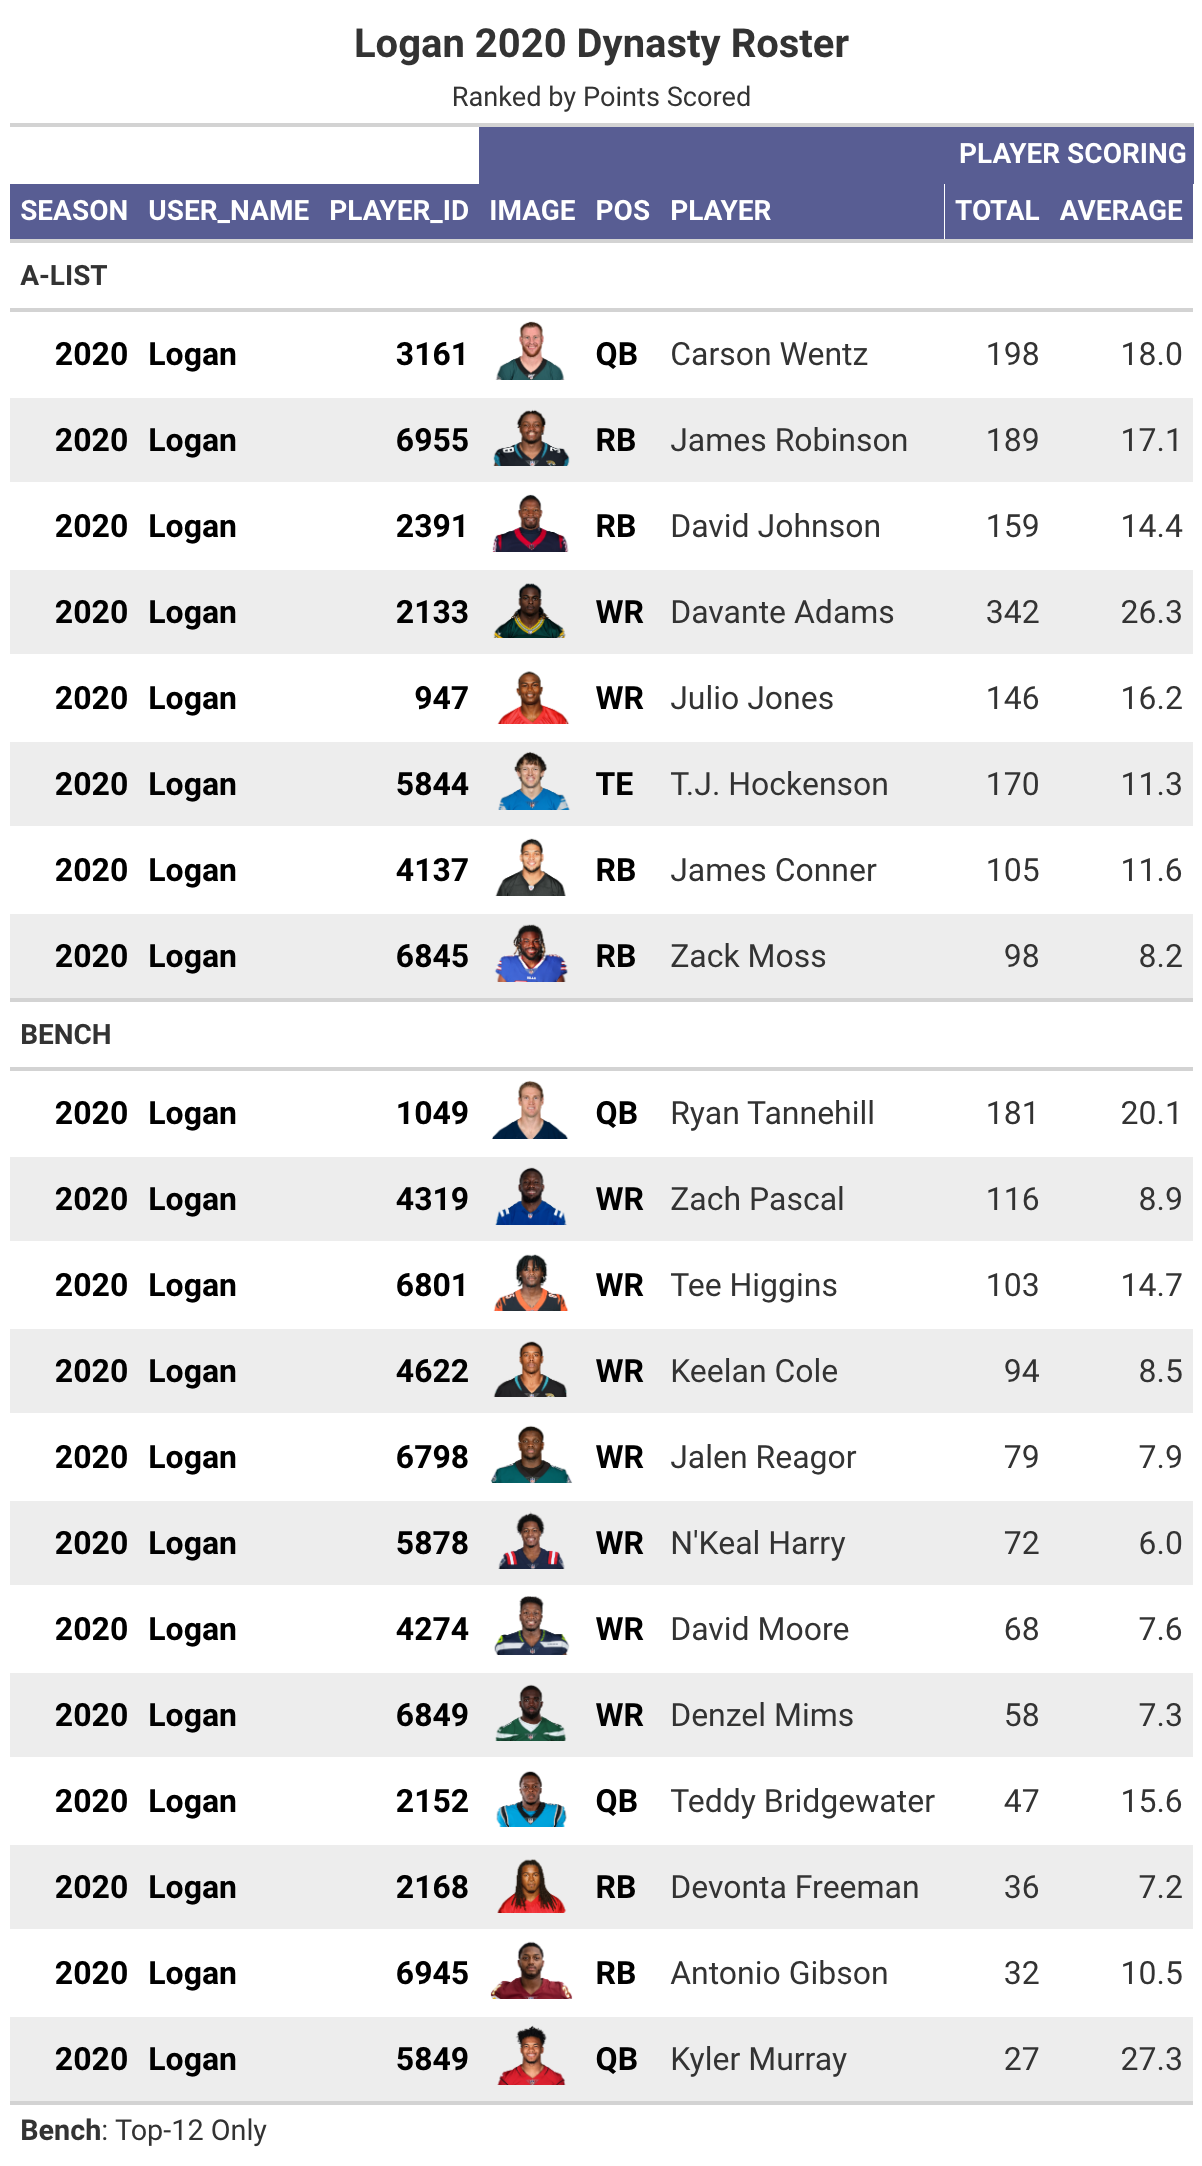 Logan 2020 Dynasty Roster
Ranked by Points Scored
PLAYER SCORING
SEASON USER_NAME PLAYER_ID IMAGE POS PLAYER TOTAL AVERAGE
A-LIST
2020 Logan 3161 QB Carson Wentz 198 18.0
2020 Logan 6955 RB James Robinson 189 17.1
2020 Logan 2391 RB David Johnson 159 14.4
2020 Logan 2133 WR Davante Adams 342 26.3
2020 Logan 947 WR Julio Jones 146 16.2
2020 Logan 5844 TE T.J. Hockenson 170 11.3
2020 Logan 4137 RB James Conner 105 11.6
2020 Logan 6845 RB Zack Moss 98 8.2
BENCH
2020 Logan 1049 QB Ryan Tannehill 181 20.1
2020 Logan 4319 WR Zach Pascal 116 8.9
2020 Logan 6801 WR Tee Higgins 103 14.7
2020 Logan 4622 WR Keelan Cole 94 8.5
2020 Logan 6798 WR Jalen Reagor 79 7.9
2020 Logan 5878 WR N'Keal Harry 72 6.0
2020 Logan 4274 WR David Moore 68 7.6
2020 Logan 6849 WR Denzel Mims 58 7.3
2020 Logan 2152 QB Teddy Bridgewater 47 15.6
2020 Logan 2168 RB Devonta Freeman 36 7.2
2020 Logan 6945 RB Antonio Gibson 32 10.5
2020 Logan 5849 QB Kyler Murray 27 27.3
Bench: Top-12 Only